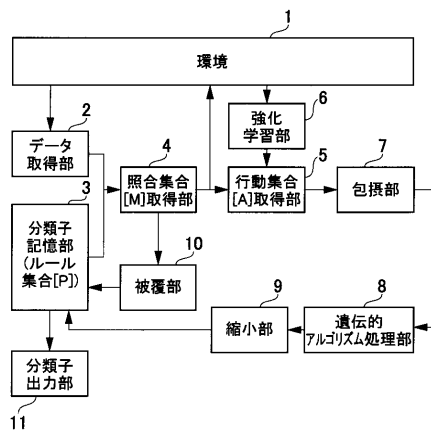 1
環境
2
データ
取得部
3
分類子
記憶部
(ルール
集合[P])
4
照合集合
[M]取得部
6
強化
学習部
5
行動集合
[A]取得部
7
包摂部
10
被覆部
9
縮小部
8
遺伝的
アルゴリズム処理部
分類子
出力部
11